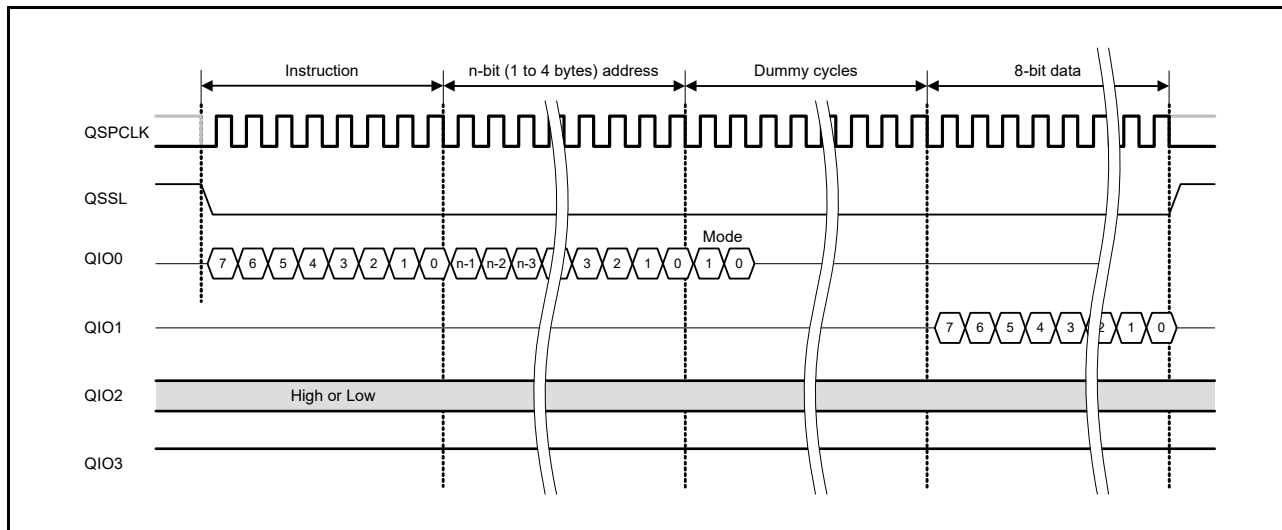 Instruction n-bit (1 to 4 bytes) address Dummy cycles 8-bit data
QSPCLK
QSSL
Mode
QIO0 7 6 5 4 3 2 1 0 n-1 n-2 n-3 3 2 1 0 1 0
QIO1 7 6 5 4 3 2 1 0
QIO2 High or Low
QIO3